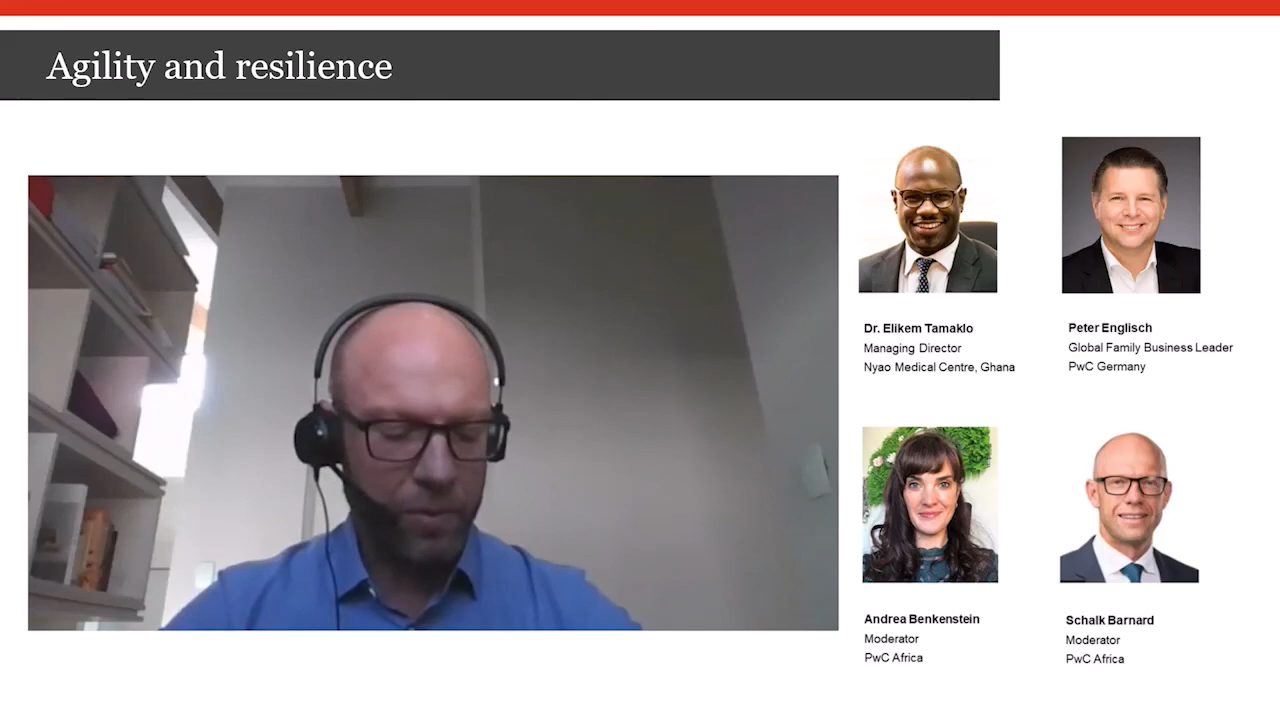 Agility and resilience
Dr. Elikem Tamaklo
Managing Director
Nyao Medical Centre, Ghana
Peter Englisch
Global Family Business Leader
PwC Germany
Andrea Benkenstein
Moderator
PwC Africa
Schalk Barnard
Moderator
PwC Africa